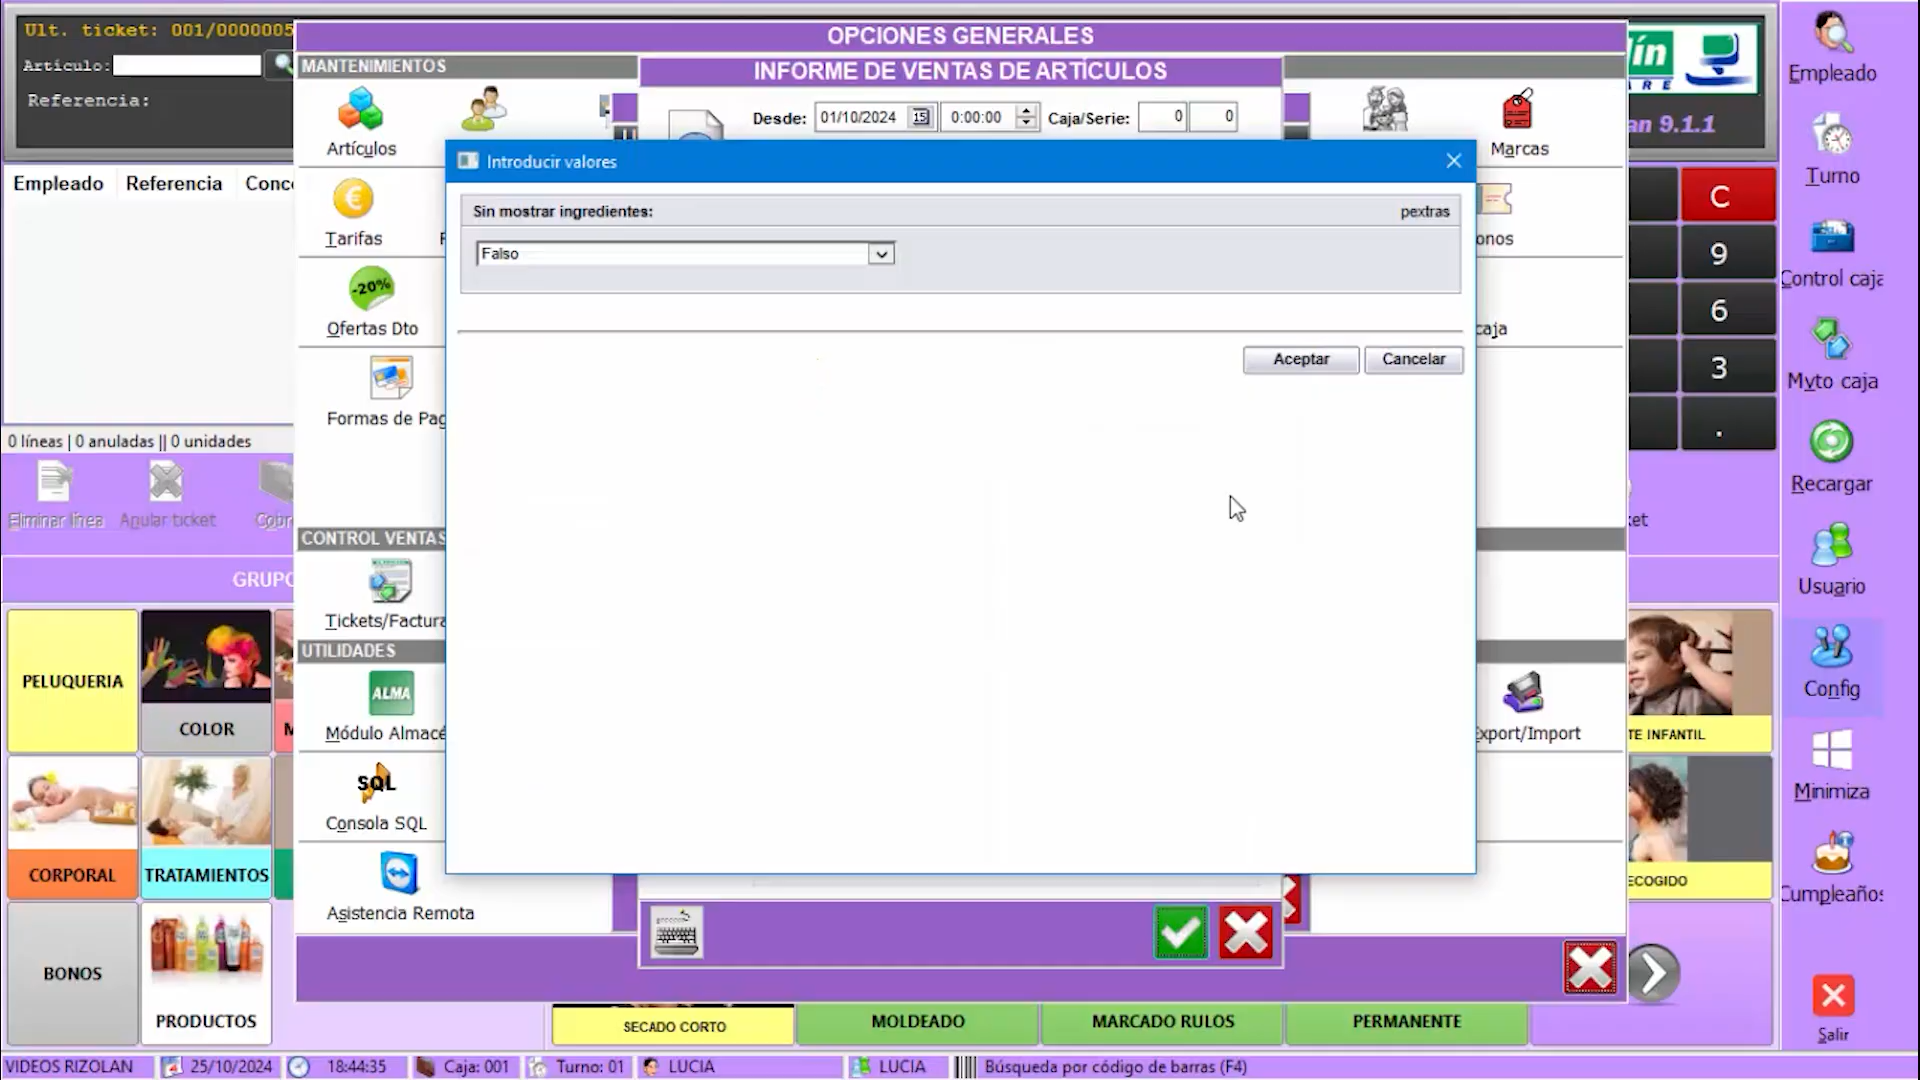 Ult. ticket: 001/0000005
Artículo:
Referencia:
Empleado Referencia
0 líneas | 0 anuladas || 0 unidades
Eliminar línea Anular ticket
PELUQUERIA
COLOR
CORPORAL
TRATAMIENTOS
BONOS
PRODUCTOS
OPCIONES GENERALES
MANTENIMIENTOS
Artículos
Tarifas
-20%
Ofertas Dto
Formas de Pag
CONTROL VENTAS
Tickets/Factura
UTILIDADES
ALMA
Módulo Almacé
SQL
Consola SQL
Asistencia Remota
INFORME DE VENTAS DE ARTÍCULOS
Desde: 01/10/2024 15 0:00:00 Caja/Serie: 0 0
Introducir valores
Sin mostrar ingredientes: pextras
Falso
Aceptar Cancelar
Marcas
Export/Import
an 9.1.1
C
9
6
3
.
TE INFANTIL
ECOGIDO
SECADO CORTO
MOLDEADO
MARCADO RULOS
PERMANENTE
Empleado
Turno
Control caja
Mvto caja
Recargar
Usuario
Config
Minimiza
Cumpleaños
Salir
VIDEOS RIZOLAN 25/10/2024 18:44:35 Caja: 001 Turno: 01 LUCIA LUCIA Búsqueda por código de barras (F4)